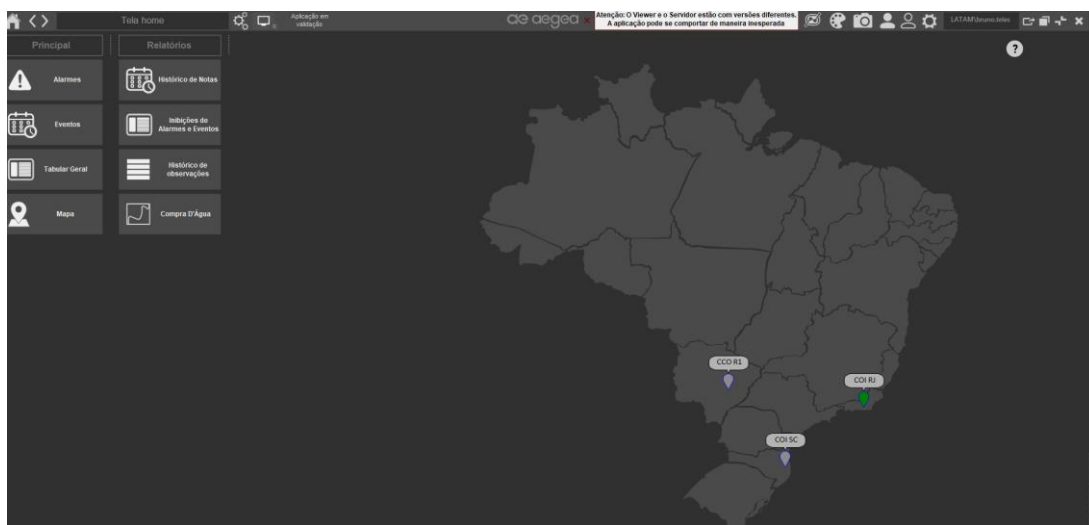 Tela home
Aplicação em
validação
aegea
Atenção: O Viewer e o Servidor estão com versões diferentes.
A aplicação pode se comportar de maneira inesperada
LATAM\bruno.teles
Principal
Relatórios
?
Alarmes
Histórico de Notas
Eventos
Inibições de
Alarmes e Eventos
Tabular Geral
Histórico de
observações
Mapa
Compra D'Água
CCO R1
COI RJ
COI SC